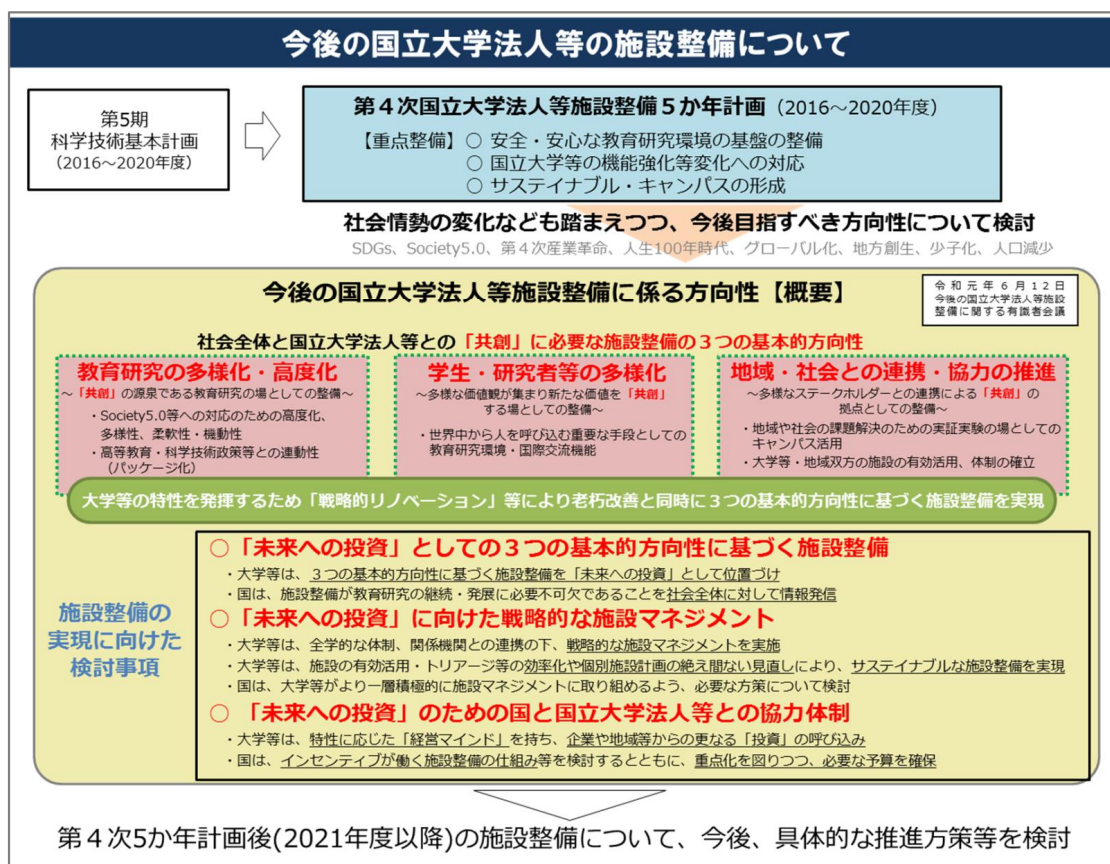 今後の国立大学法人等の施設整備について
第5期
科学技術基本計画
(2016～2020年度)
第４次国立大学法人等施設整備５か年計画（2016～2020年度）
【重点整備】○ 安全・安心な教育研究環境の基盤の整備
○ 国立大学等の機能強化等変化への対応
○ サステイナブル・キャンパスの形成
社会情勢の変化なども踏まえつつ、今後目指すべき方向性について検討
SDGs、Society5.0、第４次産業革命、人生100年時代、グローバル化、地方創生、少子化、人口減少
今後の国立大学法人等施設整備に係る方向性【概要】
令和元年６月１２日
今後の国立大学法人等施設
整備に関する有識者会議
社会全体と国立大学法人等との「共創」に必要な施設整備の３つの基本的方向性
教育研究の多様化・高度化
～「共創」の源泉である教育研究の場としての整備～
・Society5.0等への対応のための高度化、
多様性、柔軟性・機動性
・高等教育・科学技術政策等との連動性
（パッケージ化）
学生・研究者等の多様化
～多様な価値観が集まり新たな価値を「共創」
する場としての整備～
・世界中から人を呼び込む重要な手段としての
教育研究環境・国際交流機能
地域・社会との連携・協力の推進
～多様なステークホルダーとの連携による「共創」の
拠点としての整備～
・地域や社会の課題解決のための実証実験の場としての
キャンパス活用
・大学等・地域双方の施設の有効活用、体制の確立
大学等の特性を発揮するため「戦略的リノベーション」等により老朽改善と同時に３つの基本的方向性に基づく施設整備を実現
施設整備の
実現に向けた
検討事項
○「未来への投資」としての３つの基本的方向性に基づく施設整備
・大学等は、３つの基本的方向性に基づく施設整備を「未来への投資」として位置づけ
・国は、施設整備が教育研究の継続・発展に必要不可欠であることを社会全体に対して情報発信
○「未来への投資」に向けた戦略的な施設マネジメント
・大学等は、全学的な体制、関係機関との連携の下、戦略的な施設マネジメントを実施
・大学等は、施設の有効活用・トリアージ等の効率化や個別施設計画の絶え間ない見直しにより、サステイナブルな施設整備を実現
・国は、大学等がより一層積極的に施設マネジメントに取り組めるよう、必要な方策について検討
○ 「未来への投資」のための国と国立大学法人等との協力体制
・大学等は、特性に応じた「経営マインド」を持ち、企業や地域等からの更なる「投資」の呼び込み
・国は、インセンティブが働く施設整備の仕組み等を検討するとともに、重点化を図りつつ、必要な予算を確保
第４次5か年計画後(2021年度以降)の施設整備について、今後、具体的な推進方策等を検討